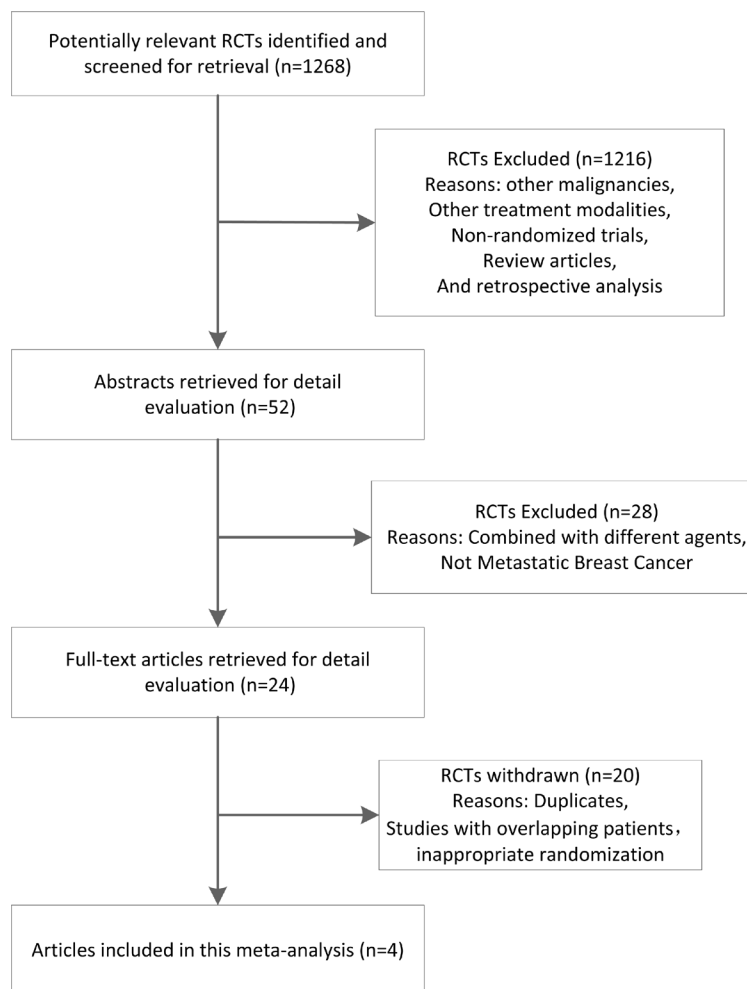 Potentially relevant RCTs identified and
screened for retrieval (n=1268)
RCTs Excluded (n=1216)
Reasons: other malignancies,
Other treatment modalities,
Non-randomized trials,
Review articles,
And retrospective analysis
Abstracts retrieved for detail
evaluation (n=52)
RCTs Excluded (n=28)
Reasons: Combined with different agents,
Not Metastatic Breast Cancer
Full-text articles retrieved for detail
evaluation (n=24)
RCTs withdrawn (n=20)
Reasons: Duplicates,
Studies with overlapping patients，
inappropriate randomization
Articles included in this meta-analysis (n=4)